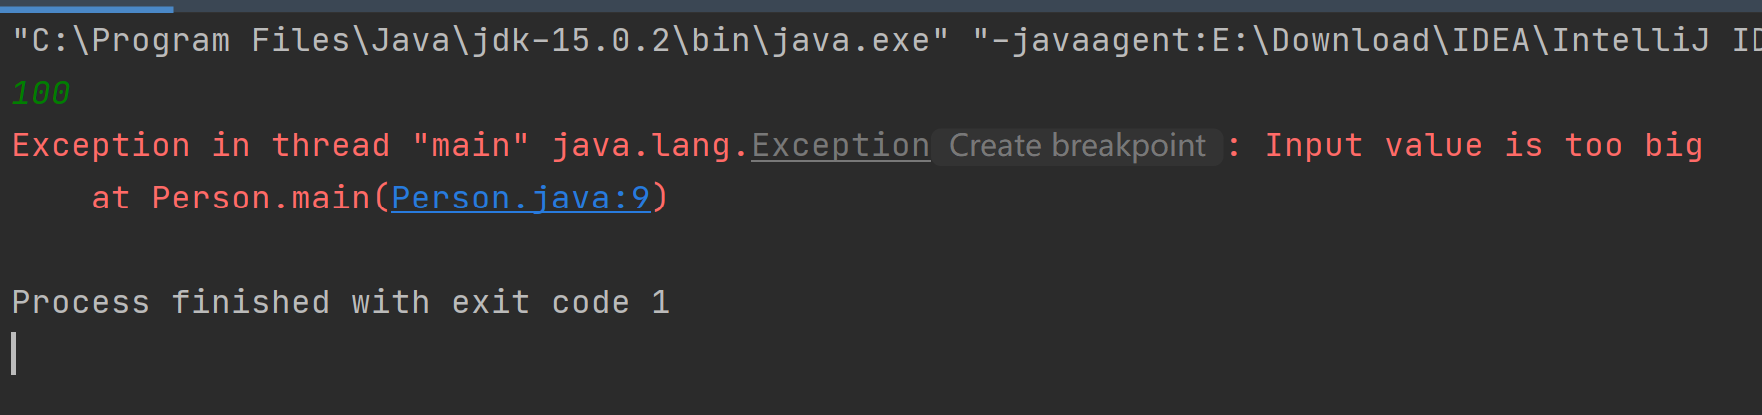 "C:\Program Files\Java\jdk-15.0.2\bin\java.exe" "-javaagent:E:\Download\IDEA\IntelliJ ID
100
Exception in thread "main" java.lang.Exception Create breakpoint : Input value is too big
    at Person.main(Person.java:9)
Process finished with exit code 1